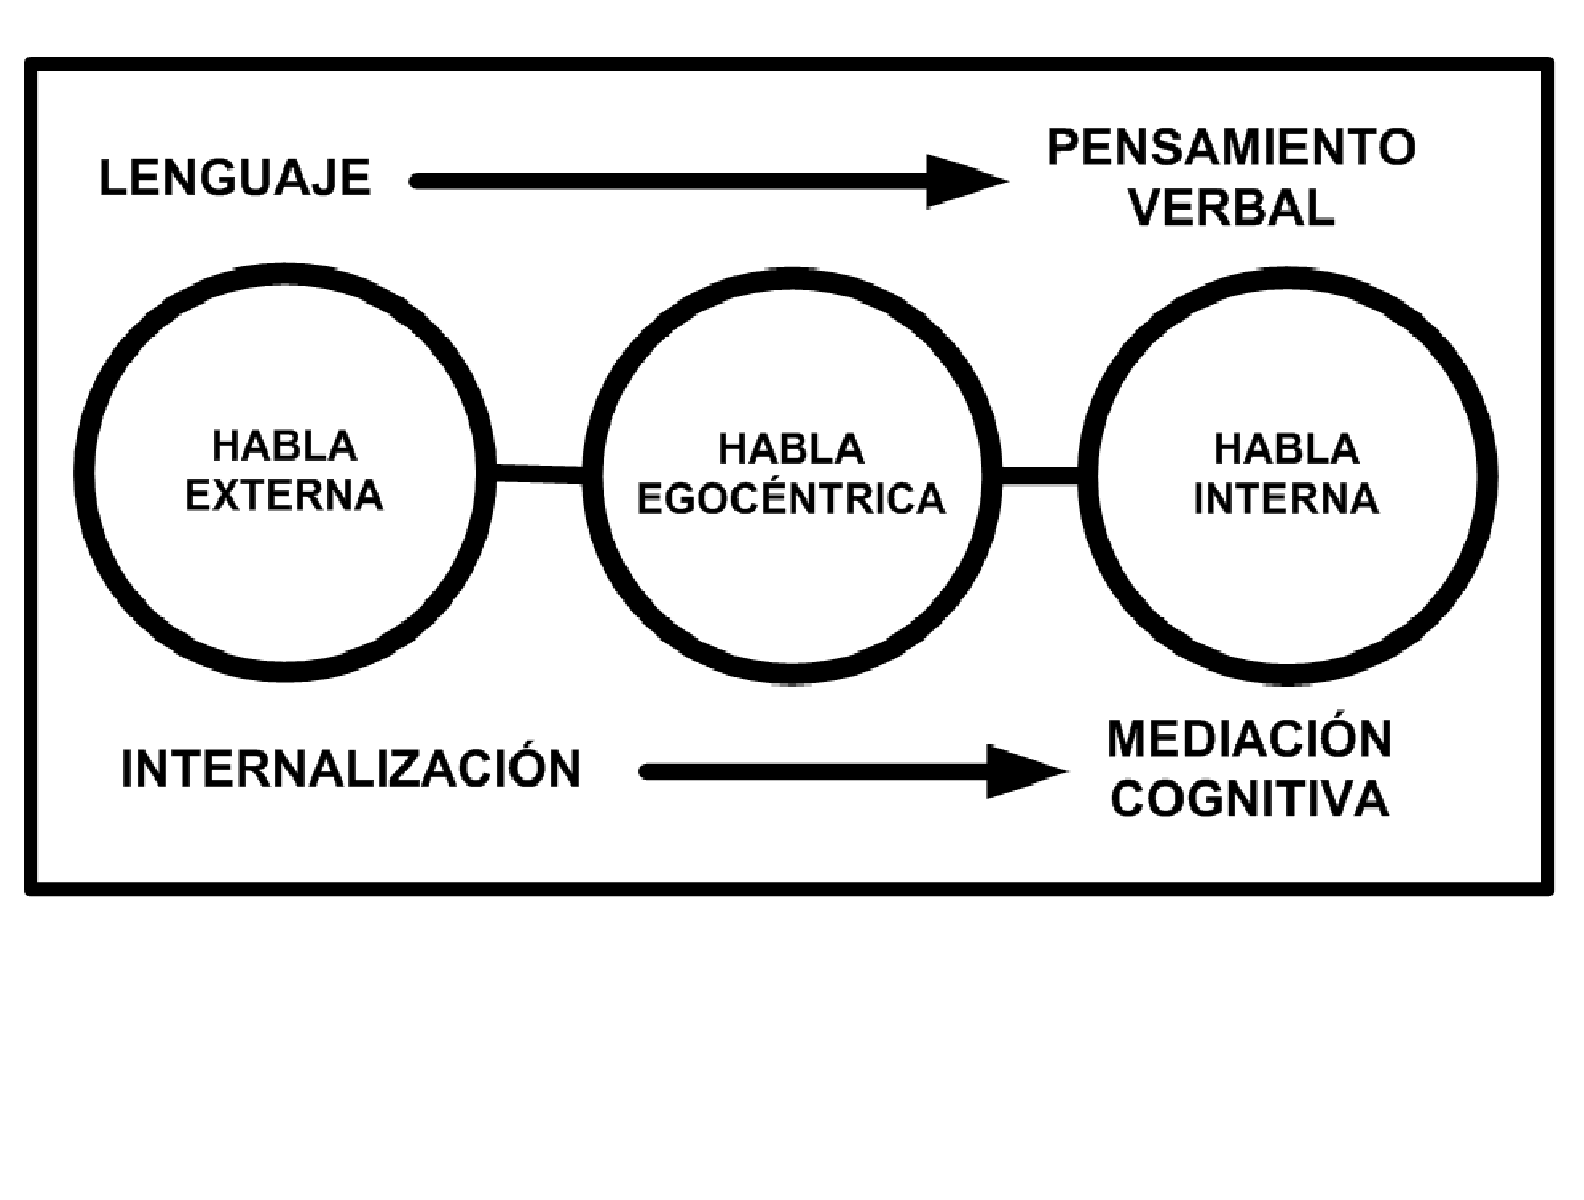 LENGUAJE
PENSAMIENTO
VERBAL
HABLA
EXTERNA
HABLA
EGOCÉNTRICA
HABLA
INTERNA
INTERNALIZACIÓN
MEDIACIÓN
COGNITIVA